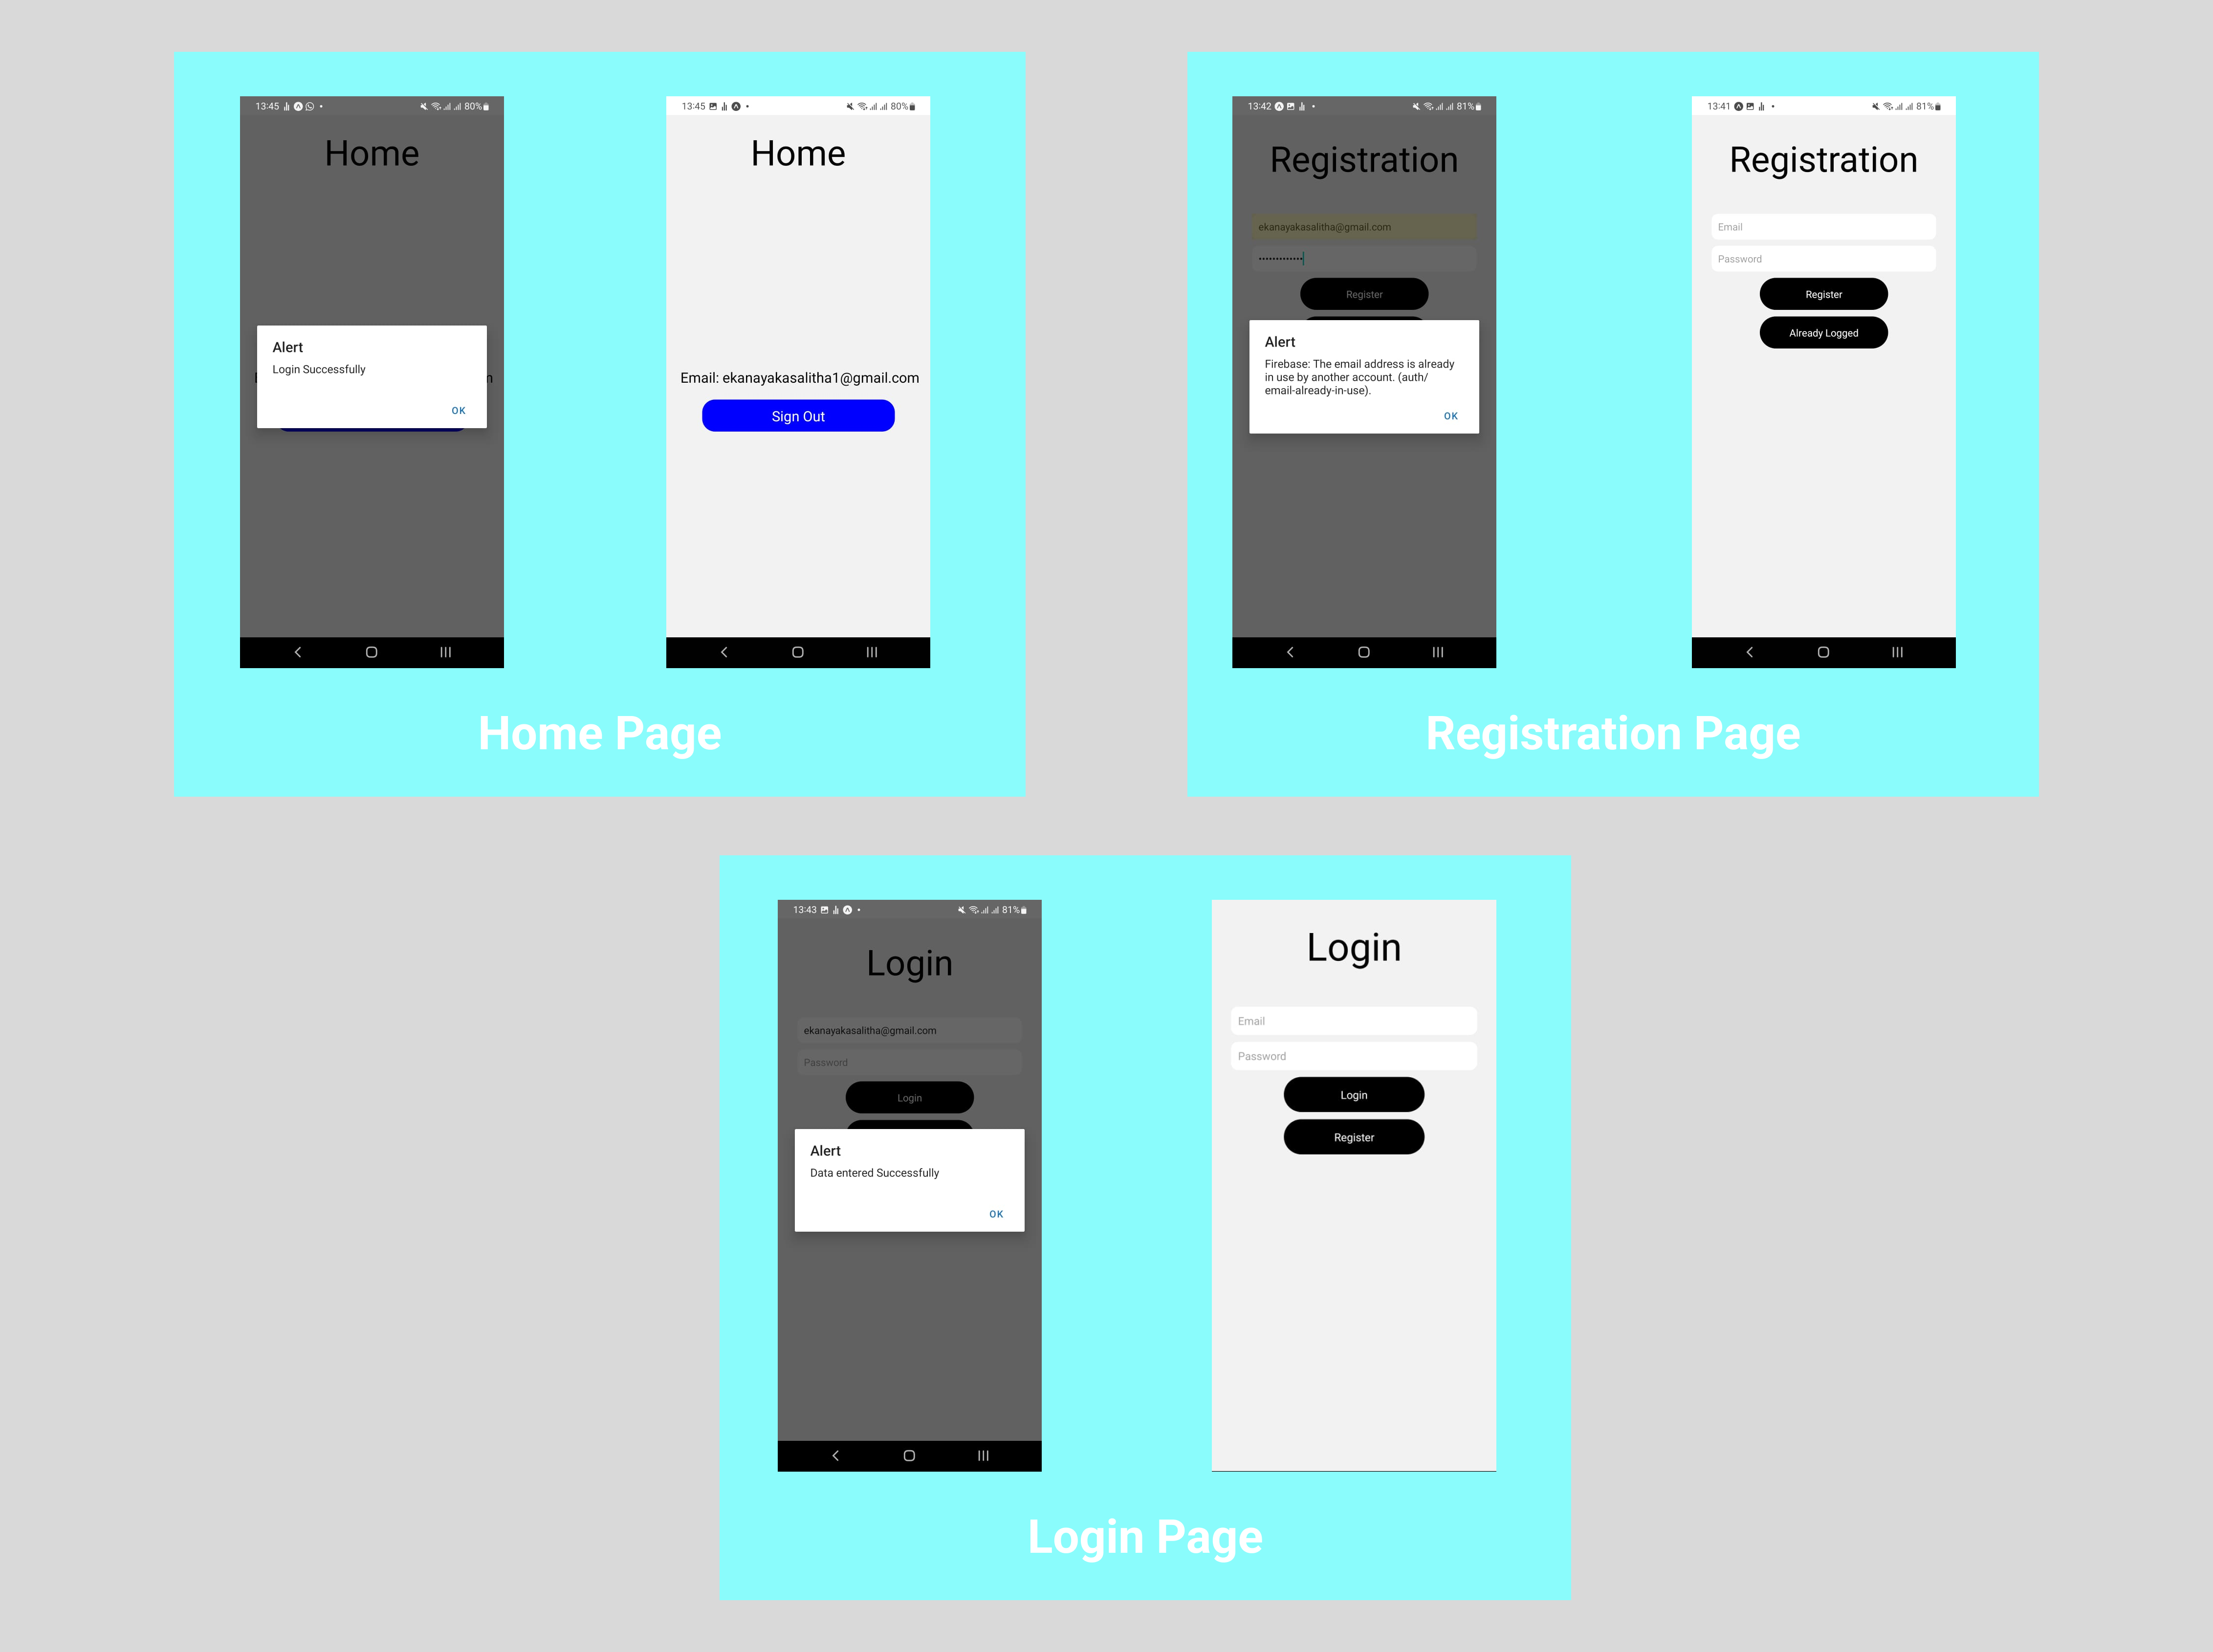 13:45
80%
Home
Alert
Login Successfully
OK
13:45
80%
Home
Email: ekanayakasalitha1@gmail.com
Sign Out
Home Page
13:42
81%
Registration
ekanayakasalitha@gmail.com
Register
Alert
Firebase: The email address is already
in use by another account. (auth/
email-already-in-use).
OK
13:41
81%
Registration
Email
Password
Register
Already Logged
Registration Page
13:43
81%
Login
ekanayakasalitha@gmail.com
Password
Login
Alert
Data entered Successfully
OK
Login
Email
Password
Login
Register
Login Page